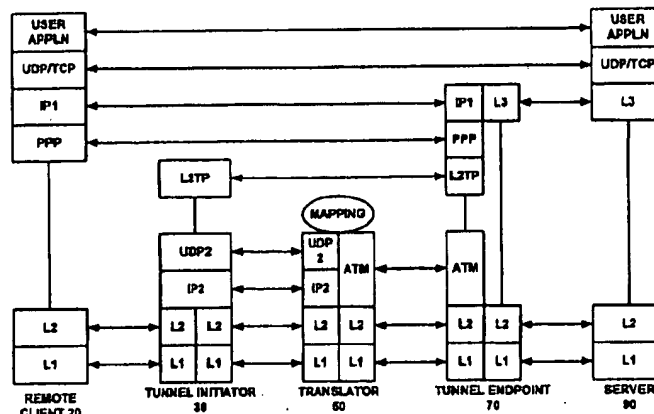 USER APPLN
USER APPLN
UDP/TCP
UDP/TCP
IP1
IP1
L3
L3
PPP
PPP
L2TP
L2TP
MAPPING
UDP2
UDP 2
ATM
ATM
IP2
IP2
L2
L2
L2
L2
L2
L2
L2
L2
L1
L1
L1
L1
L1
L1
L1
L1
REMOTE CLIENT 20
TUNNEL INITIATOR 30
TRANSLATOR 50
TUNNEL ENDPOINT 70
SERVER 90